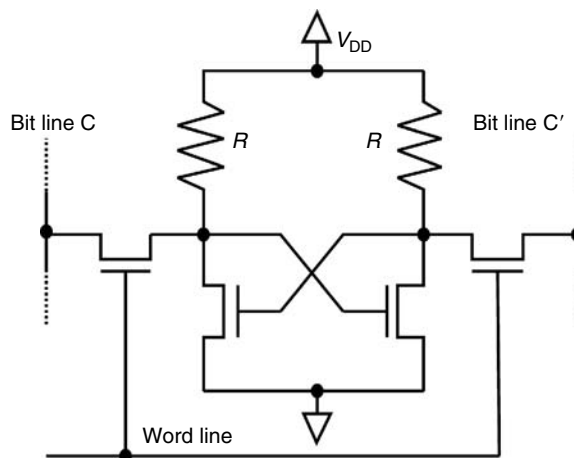 V_DD
Bit line C
R
R
Bit line C′
Word line